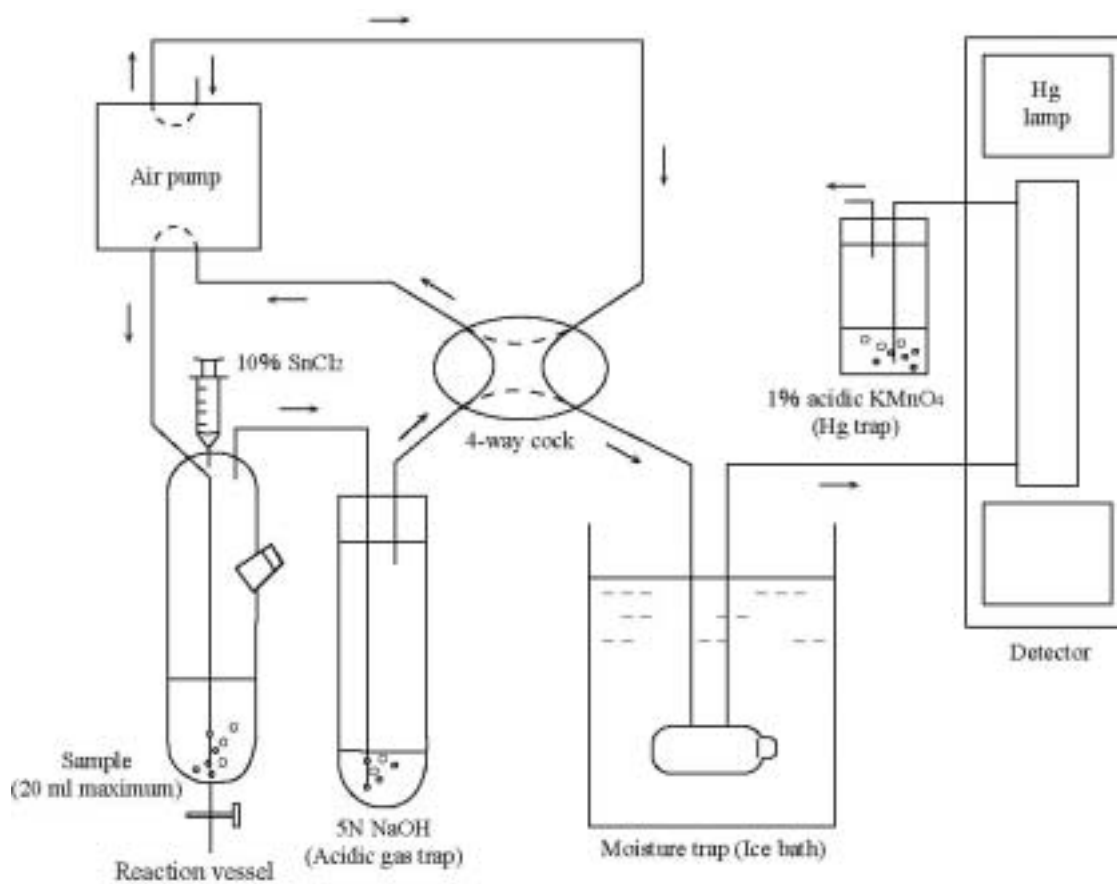 Hg
lamp
Air pump
10% SnCl₂
4-way cock
1% acidic KMnO₄
(Hg trap)
Detector
Sample
(20 ml maximum)
5N NaOH
(Acidic gas trap)
Moisture trap (Ice bath)
Reaction vessel